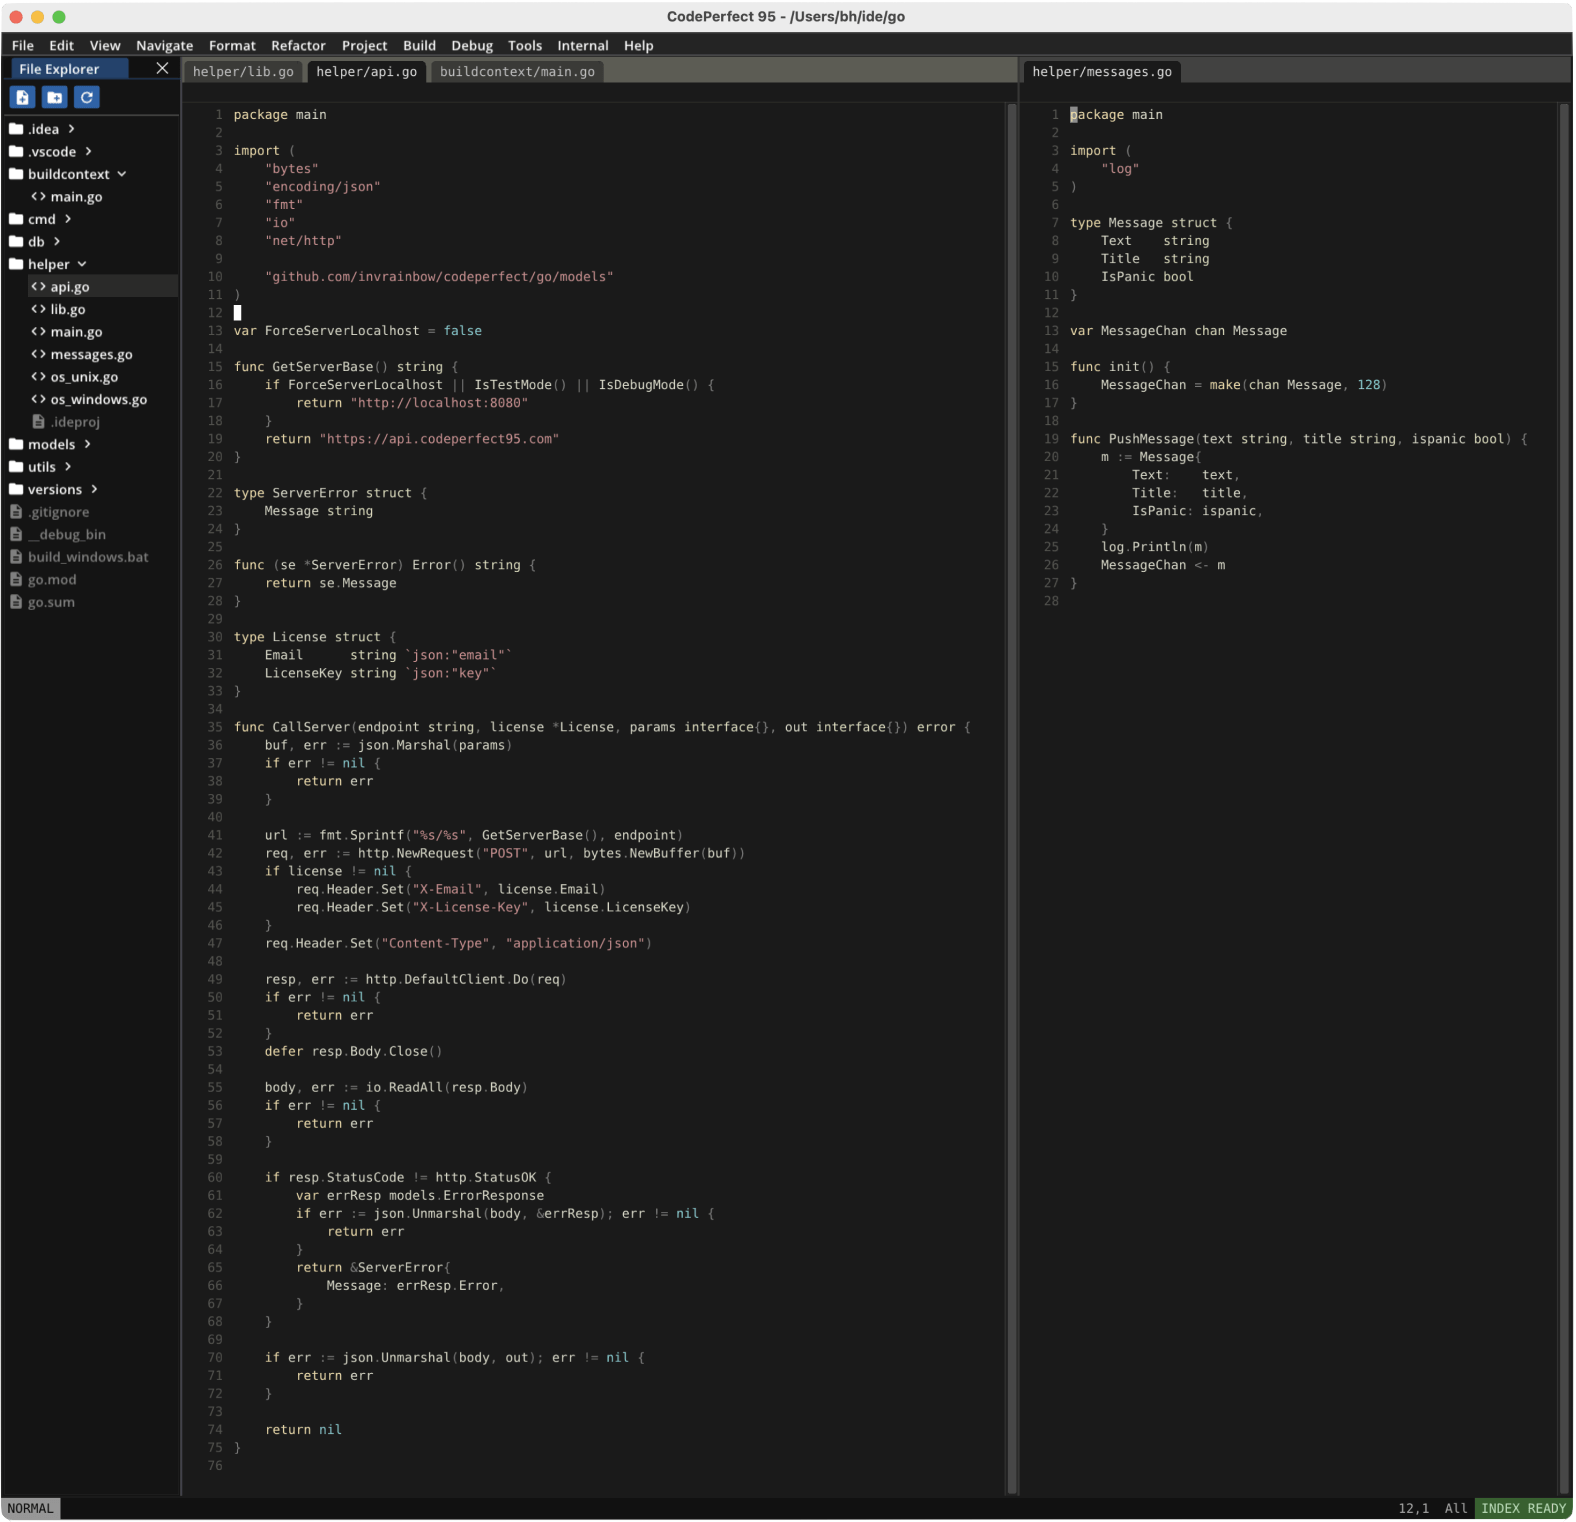 CodePerfect 95 - /Users/bh/ide/go
File Edit View Navigate Format Refactor Project Build Debug Tools Internal Help
File Explorer
.idea
.vscode
buildcontext
main.go
cmd
db
helper
api.go
lib.go
main.go
messages.go
os_unix.go
os_windows.go
.ideproj
models
utils
versions
.gitignore
__debug_bin
build_windows.bat
go.mod
go.sum
helper/lib.go helper/api.go buildcontext/main.go
1 package main
2
3 import (
4     "bytes"
5     "encoding/json"
6     "fmt"
7     "io"
8     "net/http"
9
10     "github.com/invrainbow/codeperfect/go/models"
11 )
12
13 var ForceServerLocalhost = false
14
15 func GetServerBase() string {
16     if ForceServerLocalhost || IsTestMode() || IsDebugMode() {
17         return "http://localhost:8080"
18     }
19     return "https://api.codeperfect95.com"
20 }
21
22 type ServerError struct {
23     Message string
24 }
25
26 func (se *ServerError) Error() string {
27     return se.Message
28 }
29
30 type License struct {
31     Email      string `json:"email"`
32     LicenseKey string `json:"key"`
33 }
34
35 func CallServer(endpoint string, license *License, params interface{}, out interface{}) error {
36     buf, err := json.Marshal(params)
37     if err != nil {
38         return err
39     }
40
41     url := fmt.Sprintf("%s/%s", GetServerBase(), endpoint)
42     req, err := http.NewRequest("POST", url, bytes.NewBuffer(buf))
43     if license != nil {
44         req.Header.Set("X-Email", license.Email)
45         req.Header.Set("X-License-Key", license.LicenseKey)
46     }
47     req.Header.Set("Content-Type", "application/json")
48
49     resp, err := http.DefaultClient.Do(req)
50     if err != nil {
51         return err
52     }
53     defer resp.Body.Close()
54
55     body, err := io.ReadAll(resp.Body)
56     if err != nil {
57         return err
58     }
59
60     if resp.StatusCode != http.StatusOK {
61         var errResp models.ErrorResponse
62         if err := json.Unmarshal(body, &errResp); err != nil {
63             return err
64         }
65         return &ServerError{
66             Message: errResp.Error,
67         }
68     }
69
70     if err := json.Unmarshal(body, out); err != nil {
71         return err
72     }
73
74     return nil
75 }
76
helper/messages.go
1 package main
2
3 import (
4     "log"
5 )
6
7 type Message struct {
8     Text    string
9     Title   string
10     IsPanic bool
11 }
12
13 var MessageChan chan Message
14
15 func init() {
16     MessageChan = make(chan Message, 128)
17 }
18
19 func PushMessage(text string, title string, ispanic bool) {
20     m := Message{
21         Text:    text,
22         Title:   title,
23         IsPanic: ispanic,
24     }
25     log.Println(m)
26     MessageChan <- m
27 }
28
NORMAL
12,1 All INDEX READY